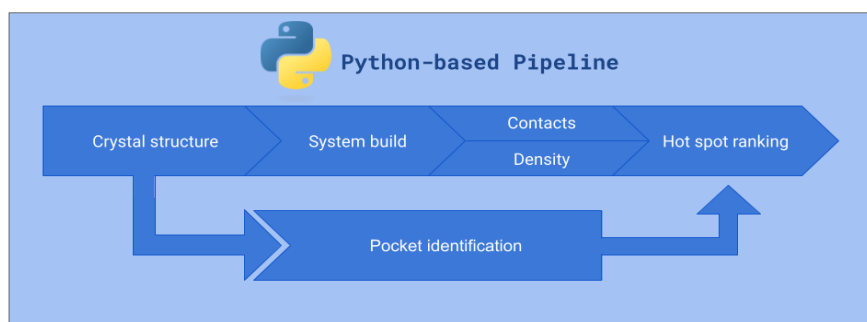 Python-based Pipeline
Crystal structure
System build
Contacts
Density
Hot spot ranking
Pocket identification